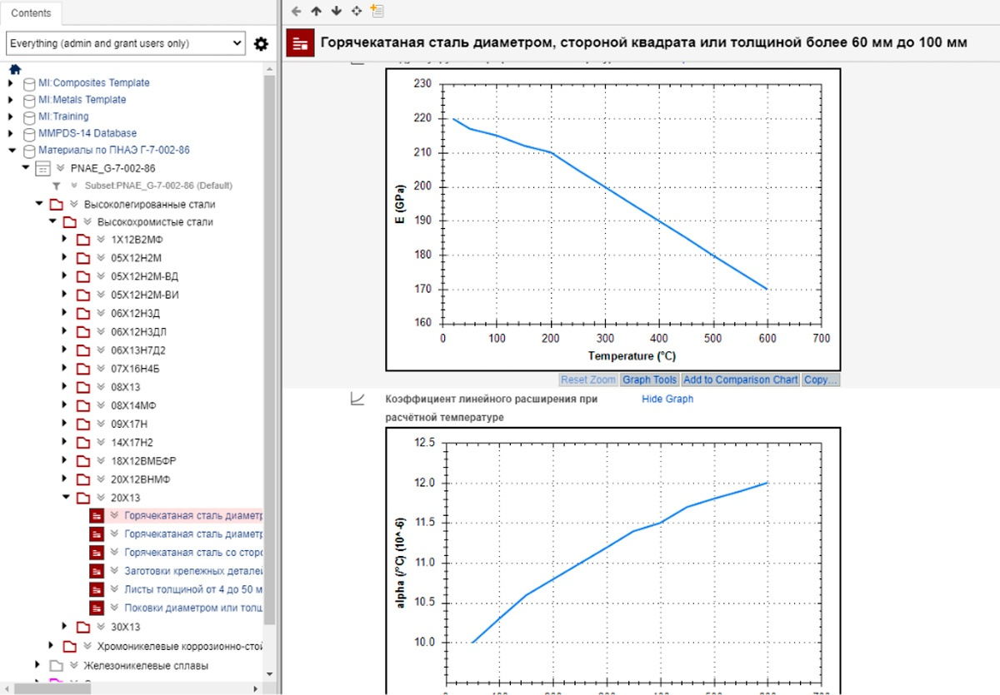 Contents
Everything (admin and grant users only)
MI:Composites Template
MI:Metals Template
MI:Training
MMPDS-14 Database
Материалы по ПНАЭ Г-7-002-86
PNAE_G-7-002-86
Subset:PNAE_G-7-002-86 (Default)
Высоколегированные стали
Высокохромистые стали
1Х12В2МФ
05Х12Н2М
05Х12Н2М-ВД
05Х12Н2М-ВИ
06Х12Н3Д
06Х12Н3ДЛ
06Х13Н7Д2
07Х16Н4Б
08Х13
08Х14МФ
09Х17Н
14Х17Н2
18Х12ВМБФР
20Х12ВНМФ
20Х13
Горячекатаная сталь диаметр
Горячекатаная сталь диаметр
Горячекатаная сталь со сторо
Заготовки крепежных деталей
Листы толщиной от 4 до 50 м
Поковки диаметром или толщ
30Х13
Хромоникелевые коррозионно-стой
Железоникелевые сплавы
Горячекатаная сталь диаметром, стороной квадрата или толщиной более 60 мм до 100 мм
230
220
210
200
190
180
170
160
E (GPa)
0 100 200 300 400 500 600 700
Temperature (°C)
Reset Zoom Graph Tools Add to Comparison Chart Copy...
Коэффициент линейного расширения при
расчётной температуре
Hide Graph
12.5
12.0
11.5
11.0
10.5
10.0
alpha (/°C) (10^-6)